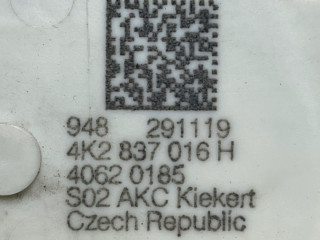 948 291119
4K2 837 016 H
4062 0185
S02 AKC Kiekert
Czech Republic